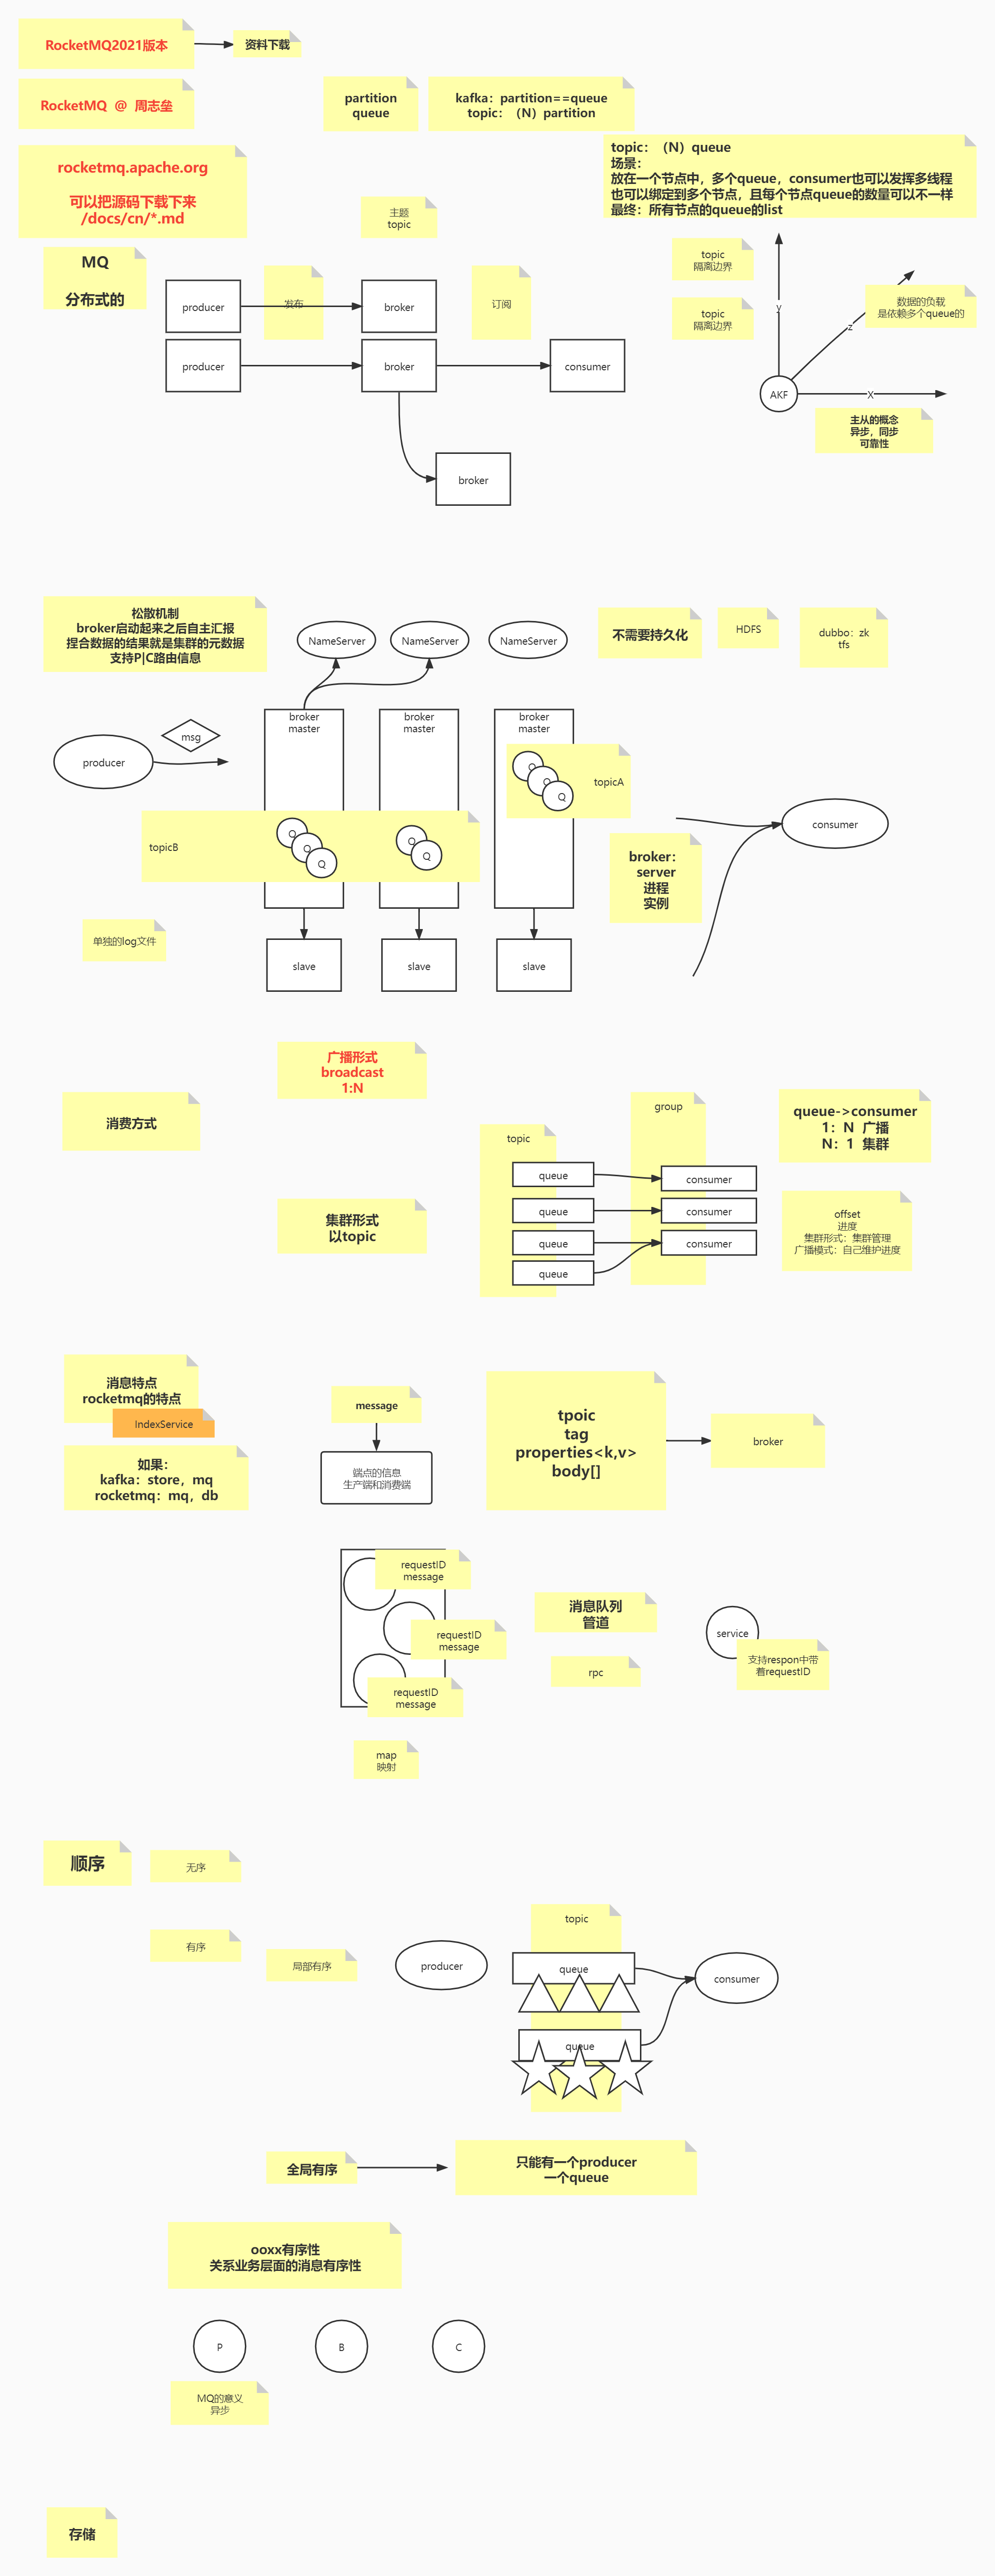 RocketMQ2021版本
资料下载
RocketMQ @ 周志垒
partition
queue
kafka：partition==queue
topic：（N）partition
rocketmq.apache.org
可以把源码下载下来
/docs/cn/*.md
topic：（N）queue
场景：
放在一个节点中，多个queue，consumer也可以发挥多线程
也可以绑定到多个节点，且每个节点queue的数量可以不一样
最终：所有节点的queue的list
主题
topic
MQ
分布式的
producer
发布
broker
订阅
producer
broker
consumer
broker
topic
隔离边界
topic
隔离边界
y
z
数据的负载
是依赖多个queue的
AKF
X
主从的概念
异步，同步
可靠性
松散机制
broker启动起来之后自主汇报
捏合数据的结果就是集群的元数据
支持P|C路由信息
NameServer
NameServer
NameServer
不需要持久化
HDFS
dubbo：zk
tfs
producer
msg
broker
master
broker
master
broker
master
Q
Q
Q
topicA
topicB
Q
Q
Q
Q
Q
consumer
broker：
server
进程
实例
单独的log文件
slave
slave
slave
消费方式
广播形式
broadcast
1:N
集群形式
以topic
topic
group
queue
consumer
queue
consumer
queue
consumer
queue
queue->consumer
1：N 广播
N：1 集群
offset
进度
集群形式：集群管理
广播模式：自己维护进度
消息特点
rocketmq的特点
IndexService
如果：
kafka：store，mq
rocketmq：mq，db
message
端点的信息
生产端和消费端
tpoic
tag
properties<k,v>
body[]
broker
requestID
message
requestID
message
requestID
message
消息队列
管道
rpc
service
支持respon中带
着requestID
map
映射
顺序
无序
有序
局部有序
producer
topic
queue
queue
consumer
全局有序
只能有一个producer
一个queue
ooxx有序性
关系业务层面的消息有序性
P
B
C
MQ的意义
异步
存储